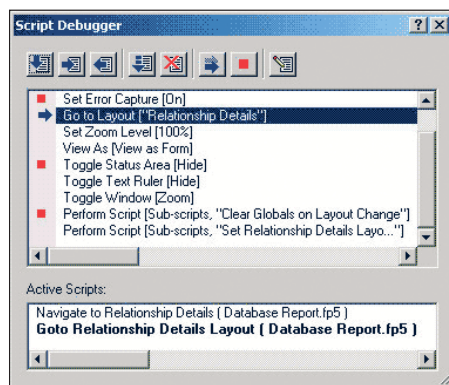 Script Debugger
Set Error Capture [On]
Go to Layout ["Relationship Details"]
Set Zoom Level [100%]
View As [View as Form]
Toggle Status Area [Hide]
Toggle Text Ruler [Hide]
Toggle Window [Zoom]
Perform Script [Sub-scripts, "Clear Globals on Layout Change"]
Perform Script [Sub-scripts, "Set Relationship Details Layo..."]
Active Scripts:
Navigate to Relationship Details ( Database Report.fp5 )
Goto Relationship Details Layout ( Database Report.fp5 )